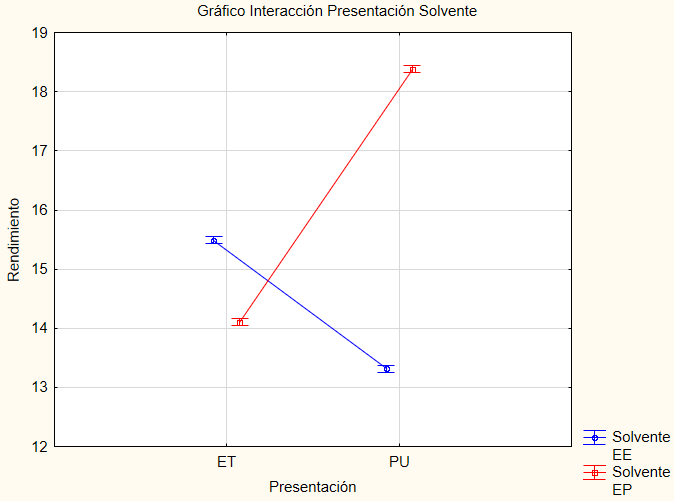 Gráfico Interacción Presentación Solvente
19
18
17
16
15
14
13
12
Rendimiento
ET PU
Presentación
Solvente
EE
Solvente
EP